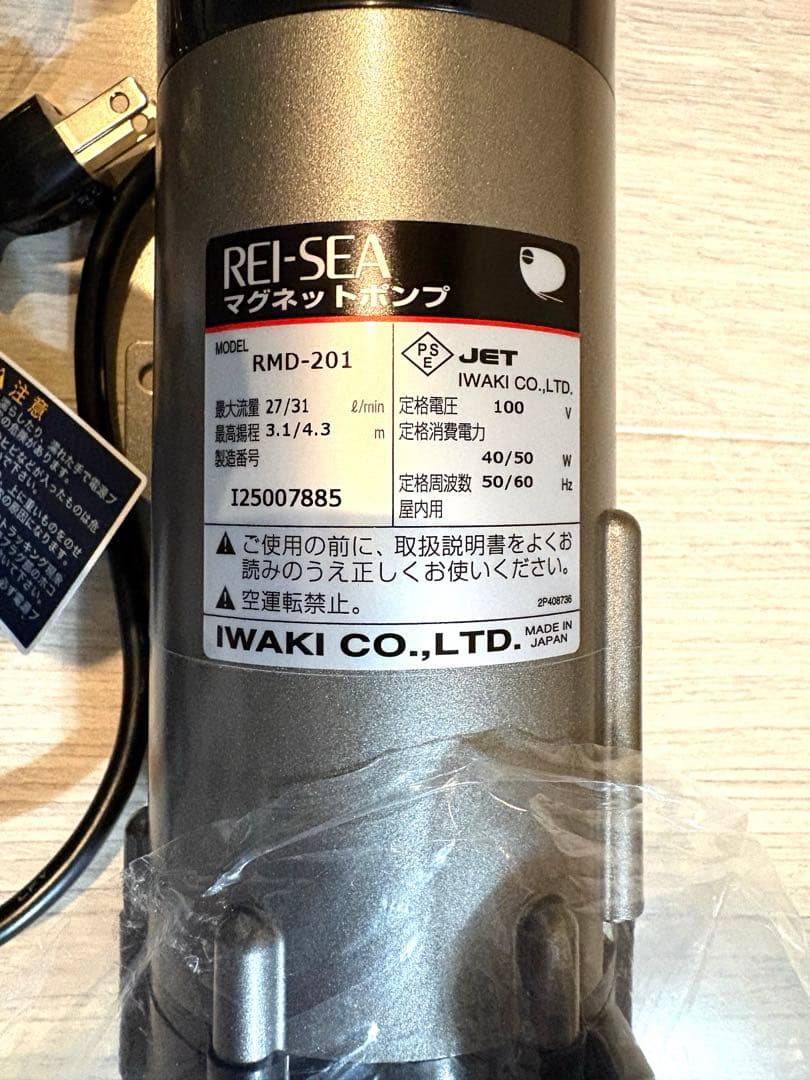 REI-SEA
マグネットポンプ
MODEL
RMD-201
最大流量 27/31 ℓ/min
最高揚程 3.1/4.3 m
製造番号
I25007885
PSE JET
IWAKI CO.,LTD.
定格電圧 100 V
定格消費電力
40/50 W
定格周波数 50/60 Hz
屋内用
⚠ ご使用の前に、取扱説明書をよくお
読みのうえ正しくお使いください。
⚠ 空運転禁止。
2P408736
IWAKI CO.,LTD. MADE IN
JAPAN
⚠ 注意